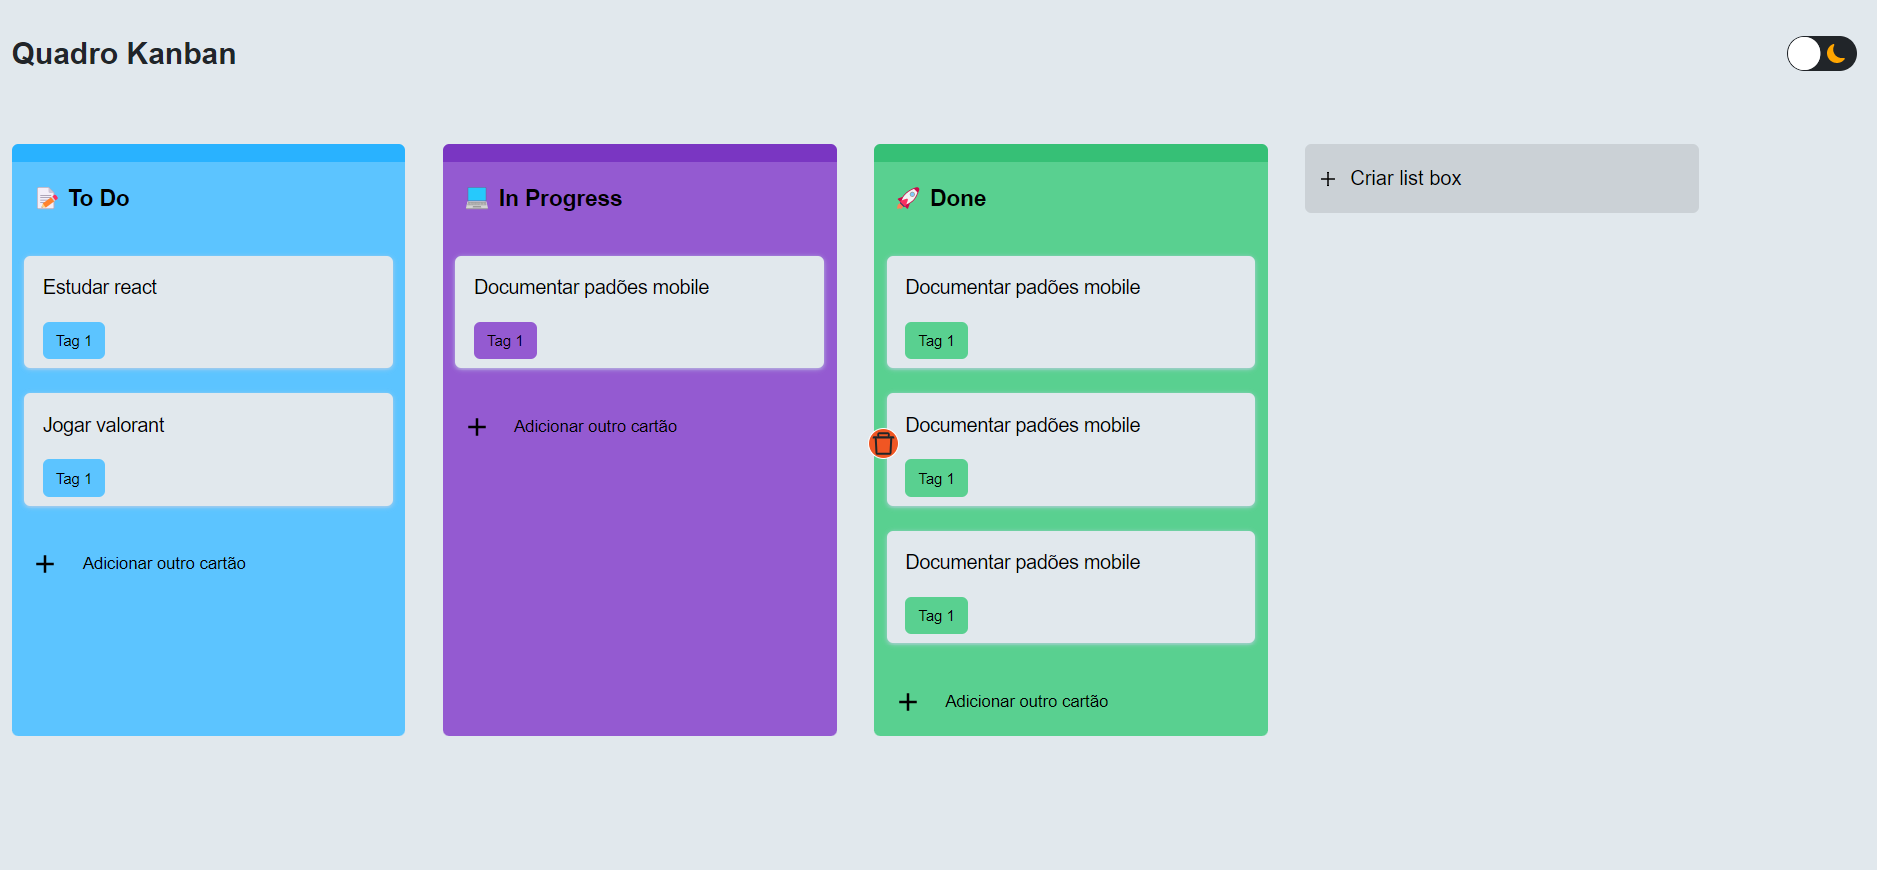 Quadro Kanban
To Do
Estudar react
Tag 1
Jogar valorant
Tag 1
Adicionar outro cartão
In Progress
Documentar padões mobile
Tag 1
Adicionar outro cartão
Done
Documentar padões mobile
Tag 1
Documentar padões mobile
Tag 1
Documentar padões mobile
Tag 1
Adicionar outro cartão
Criar list box